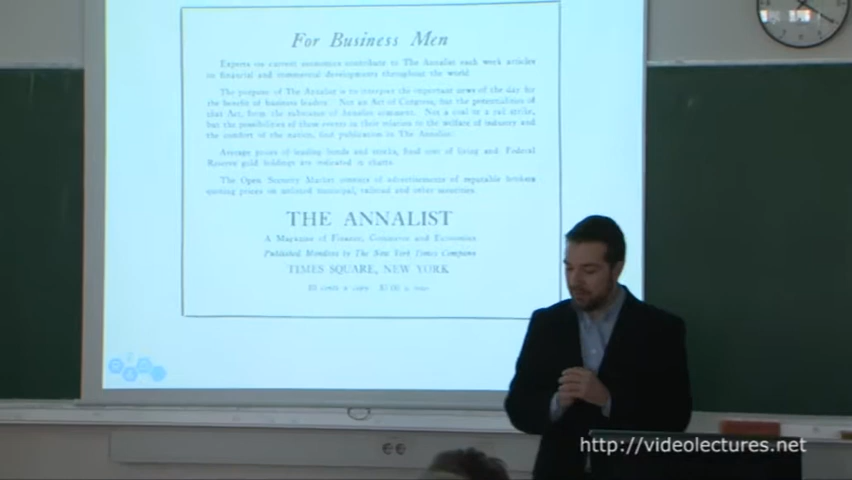 For Business Men
Experts on current economics contribute to The Annalist each week articles
on financial and commercial developments throughout the world.
The purpose of The Annalist is to interpret the important news of the day for
the benefit of business leaders. Not an Act of Congress, but the potentialities of
that Act, form the substance of Annalist comment. Not a coal or a rail strike,
but the possibilities of these events in their relation to the welfare of industry and
the comfort of the nation, find publication in The Annalist.
Average prices of leading bonds and stocks, food cost of living and Federal
Reserve gold holdings are indicated in charts.
The Open Security Market consists of advertisements of reputable brokers
quoting prices on unlisted municipal, railroad and other securities.
THE ANNALIST
A Magazine of Finance, Commerce and Economics
Published Mondays by The New York Times Company
TIMES SQUARE, NEW YORK
http://videolectures.net